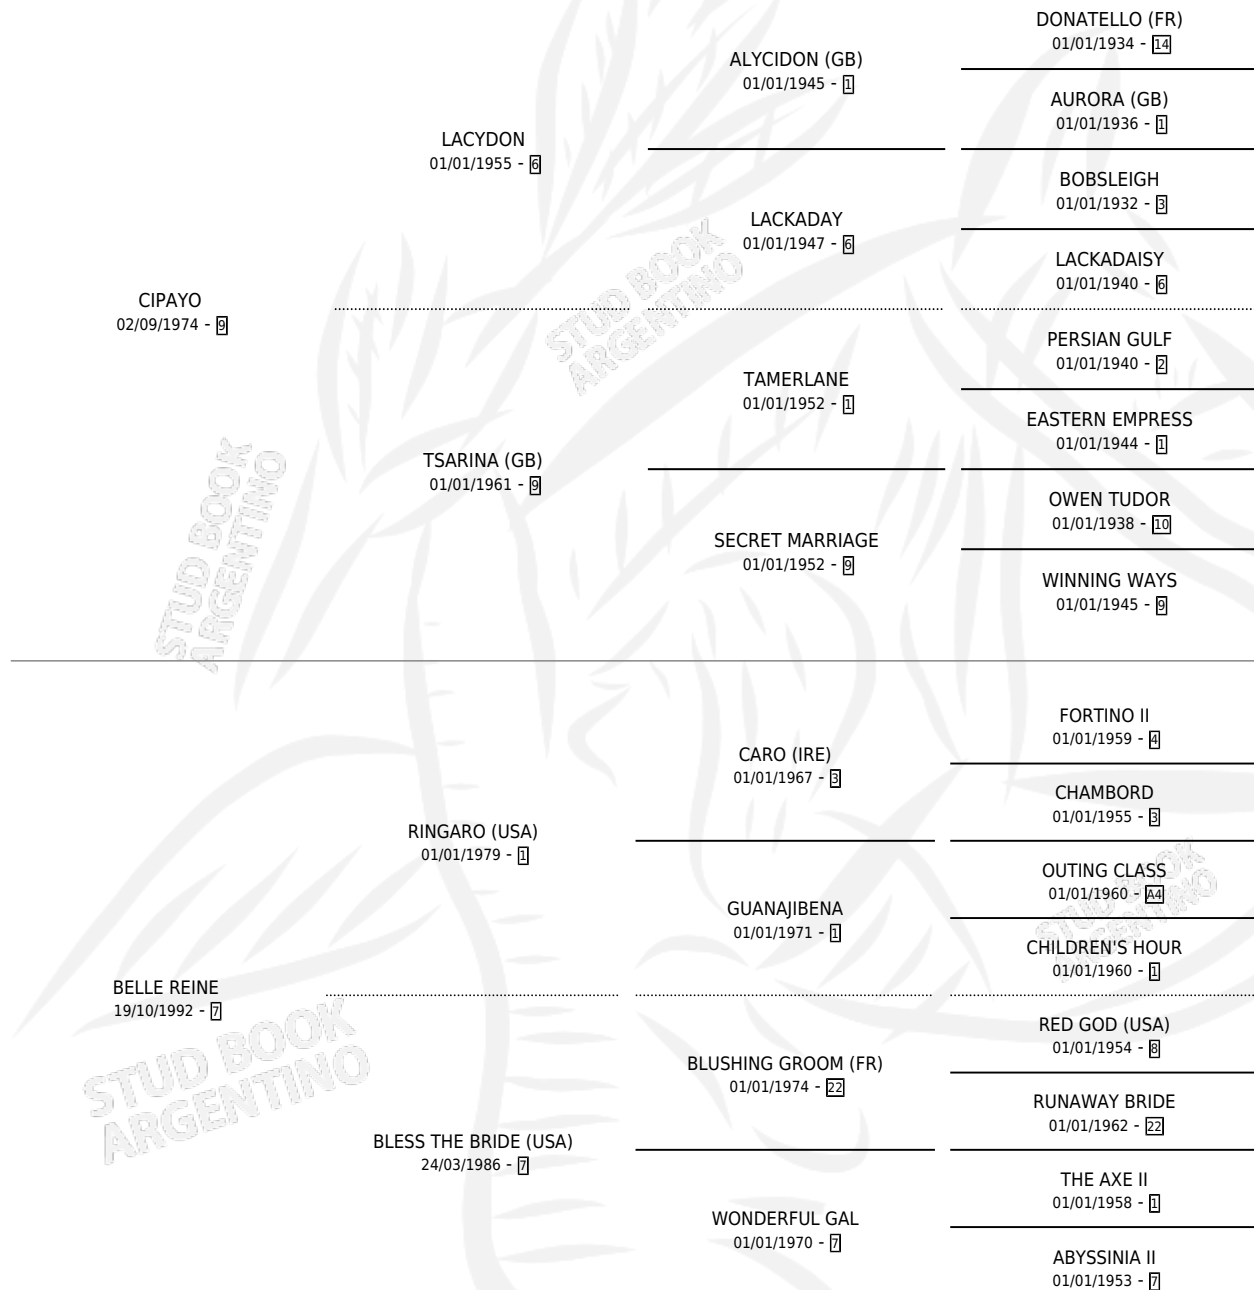 DONATELLO (FR)
01/01/1934 - 14
ALYCIDON (GB)
01/01/1945 - 1
AURORA (GB)
01/01/1936 - 1
LACYDON
01/01/1955 - 6
BOBSLEIGH
01/01/1932 - 3
LACKADAY
01/01/1947 - 6
LACKADAISY
01/01/1940 - 6
CIPAYO
02/09/1974 - 9
PERSIAN GULF
01/01/1940 - 2
TAMERLANE
01/01/1952 - 1
EASTERN EMPRESS
01/01/1944 - 1
TSARINA (GB)
01/01/1961 - 9
OWEN TUDOR
01/01/1938 - 10
SECRET MARRIAGE
01/01/1952 - 9
WINNING WAYS
01/01/1945 - 9
FORTINO II
01/01/1959 - 4
CARO (IRE)
01/01/1967 - 3
CHAMBORD
01/01/1955 - 3
RINGARO (USA)
01/01/1979 - 1
OUTING CLASS
01/01/1960 - A4
GUANAJIBENA
01/01/1971 - 1
CHILDREN'S HOUR
01/01/1960 - 1
BELLE REINE
19/10/1992 - 7
RED GOD (USA)
01/01/1954 - 8
BLUSHING GROOM (FR)
01/01/1974 - 22
RUNAWAY BRIDE
01/01/1962 - 22
BLESS THE BRIDE (USA)
24/03/1986 - 7
THE AXE II
01/01/1958 - 1
WONDERFUL GAL
01/01/1970 - 7
ABYSSINIA II
01/01/1953 - 7
STUD BOOK
ARGENTINO
STUD BOOK
ARGENTINO
STUD BOOK
ARGENTINO
STUD BOOK
ARGENTINO